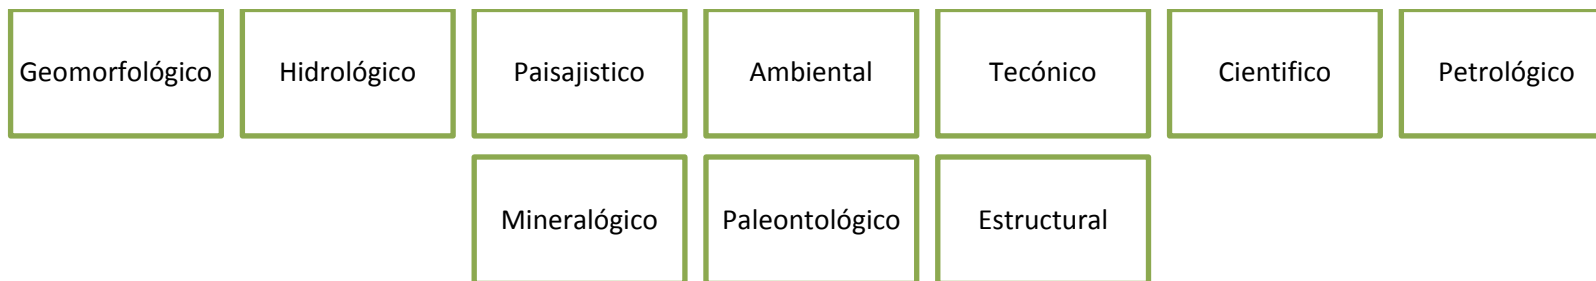 Geomorfológico Hidrológico Paisajistico Ambiental Tecónico Cientifico Petrológico
Mineralógico Paleontológico Estructural